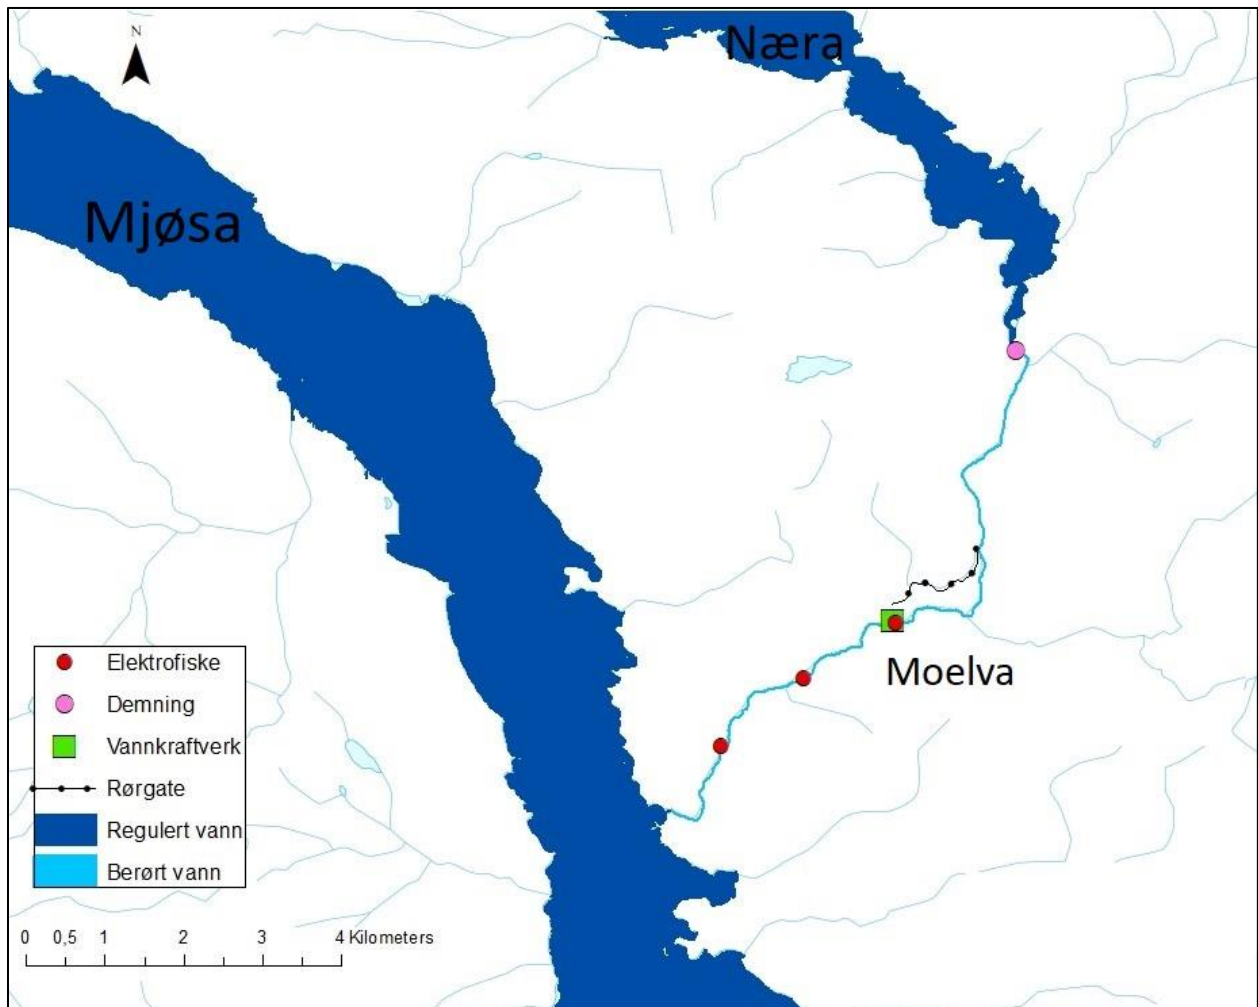 N
Næra
Mjøsa
Moelva
Elektrofiske
Demning
Vannkraftverk
Rørgate
Regulert vann
Berørt vann
0 0,5 1 2 3 4 Kilometers